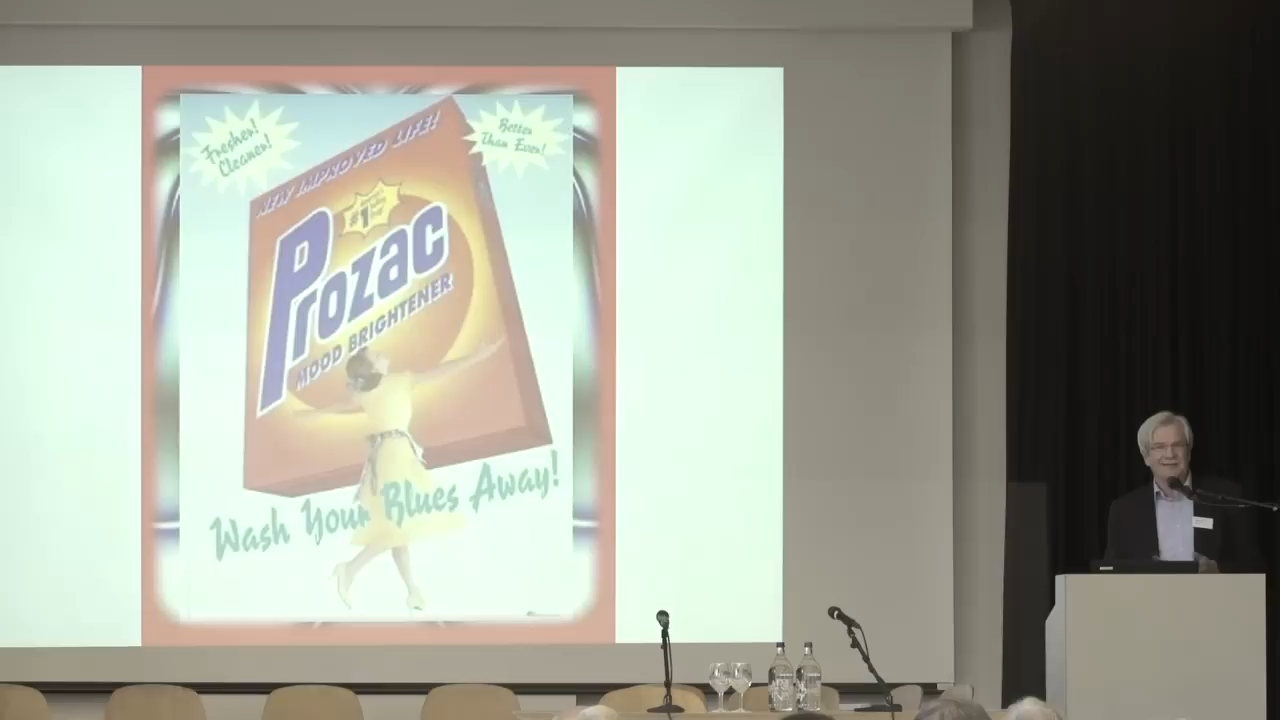 Fresher!
Cleaner!
Better
Than Ever!
NEW IMPROVED LIFE!
#1
Prozac
MOOD BRIGHTENER
Wash Your Blues Away!